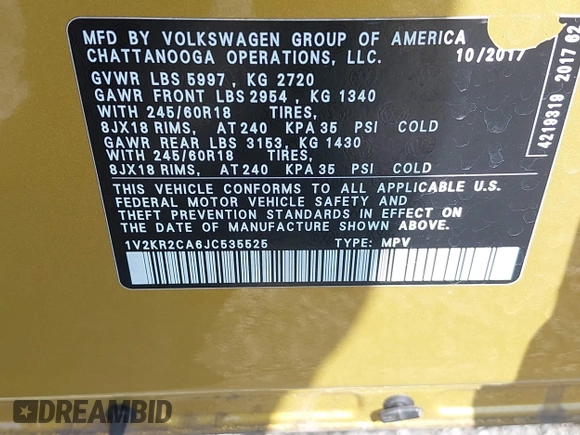 MFD BY VOLKSWAGEN GROUP OF AMERICA
CHATTANOOGA OPERATIONS, LLC. 10/2017
GVWR LBS 5997 , KG 2720
GAWR FRONT LBS 2954 , KG 1340
WITH 245/60R18 TIRES,
8JX18 RIMS, AT 240 KPA 35 PSI COLD
GAWR REAR LBS 3153, KG 1430
WITH 245/60R18 TIRES,
8JX18 RIMS, AT 240 KPA 35 PSI COLD
THIS VEHICLE CONFORMS TO ALL APPLICABLE U.S.
FEDERAL MOTOR VEHICLE SAFETY AND
THEFT PREVENTION STANDARDS IN EFFECT ON
THE DATE OF MANUFACTURE SHOWN ABOVE.
1V2KR2CA6JC535525 TYPE: MPV
4219319 2017 62
DREAMBID